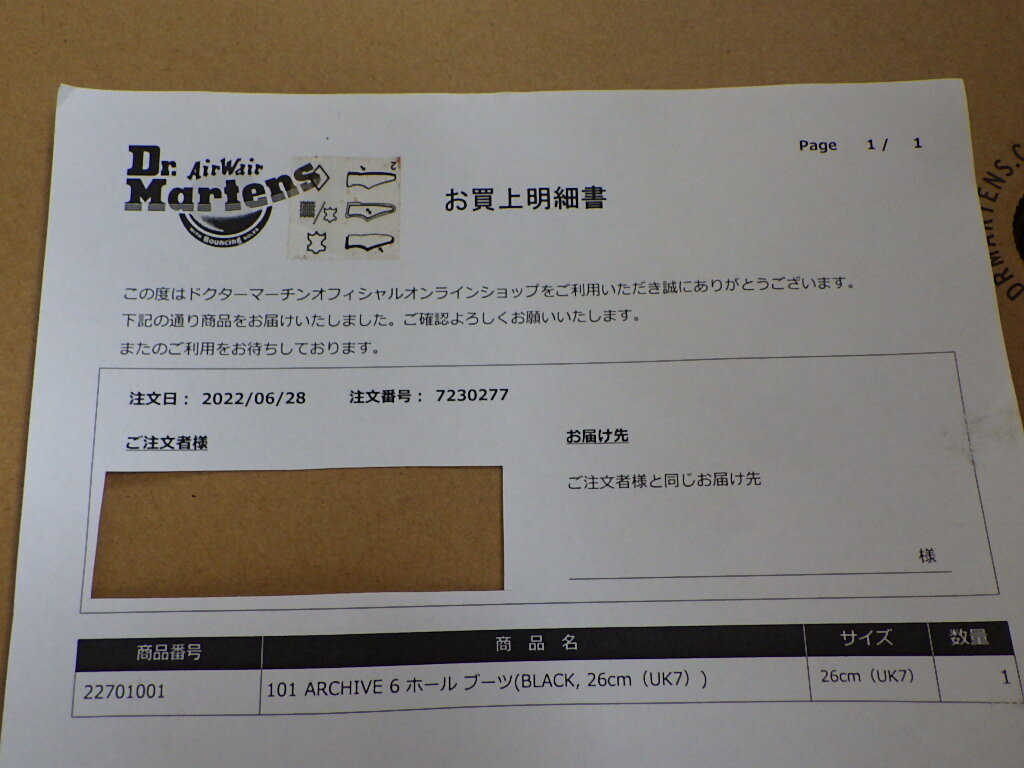 Page 1 / 1
Dr. AirWair
Martens
WITH Bouncing SOLES
2
お買上明細書
この度はドクターマーチンオフィシャルオンラインショップをご利用いただき誠にありがとうございます。
下記の通り商品をお届けいたしました。ご確認よろしくお願いいたします。
またのご利用をお待ちしております。
注文日： 2022/06/28 注文番号： 7230277
ご注文者様 お届け先
ご注文者様と同じお届け先
様
商品番号 商 品 名 サイズ 数量
22701001 101 ARCHIVE 6 ホール ブーツ(BLACK, 26cm（UK7）) 26cm（UK7） 1
DRMARTENS.C